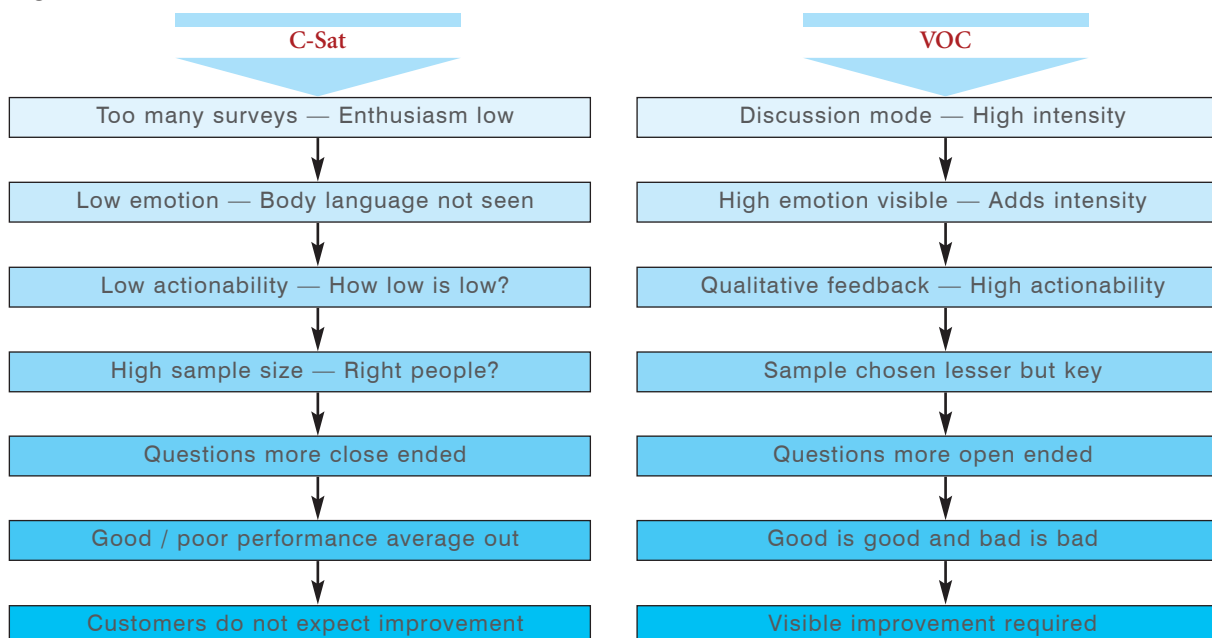 C-Sat
Too many surveys — Enthusiasm low
Low emotion — Body language not seen
Low actionability — How low is low?
High sample size — Right people?
Questions more close ended
Good / poor performance average out
Customers do not expect improvement
VOC
Discussion mode — High intensity
High emotion visible — Adds intensity
Qualitative feedback — High actionability
Sample chosen lesser but key
Questions more open ended
Good is good and bad is bad
Visible improvement required